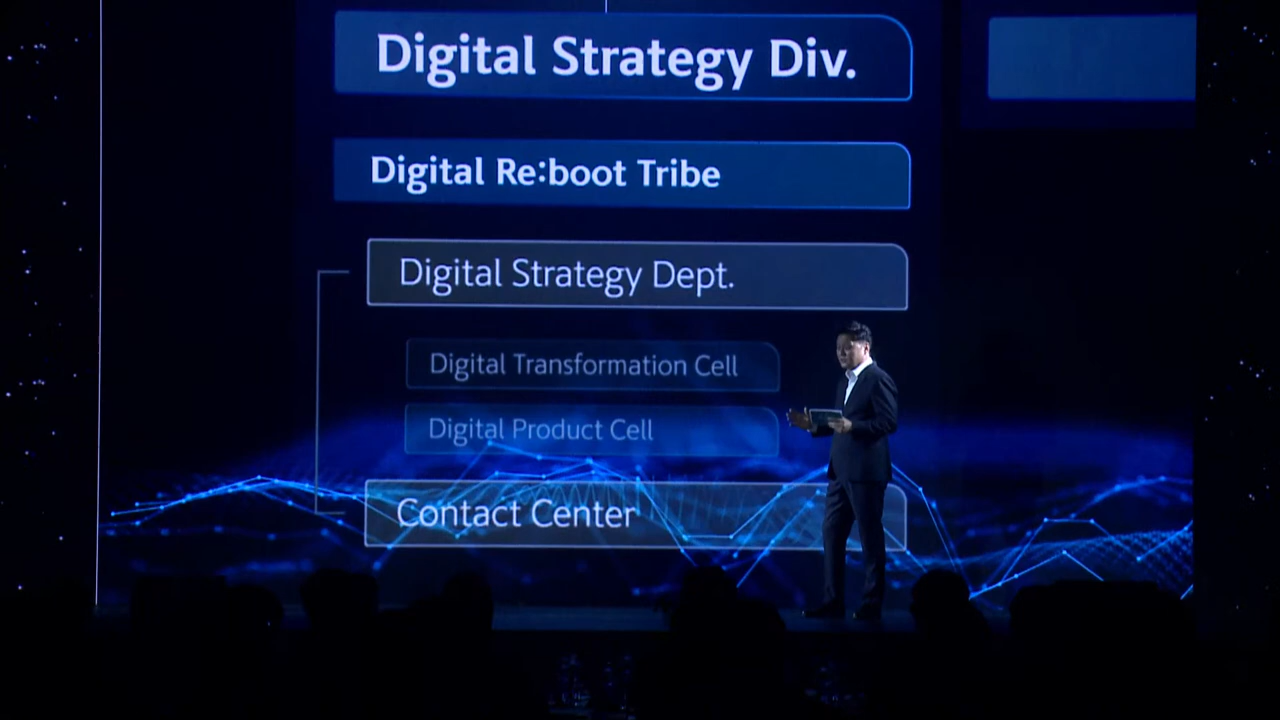 Digital Strategy Div.
Digital Re:boot Tribe
Digital Strategy Dept.
Digital Transformation Cell
Digital Product Cell
Contact Center